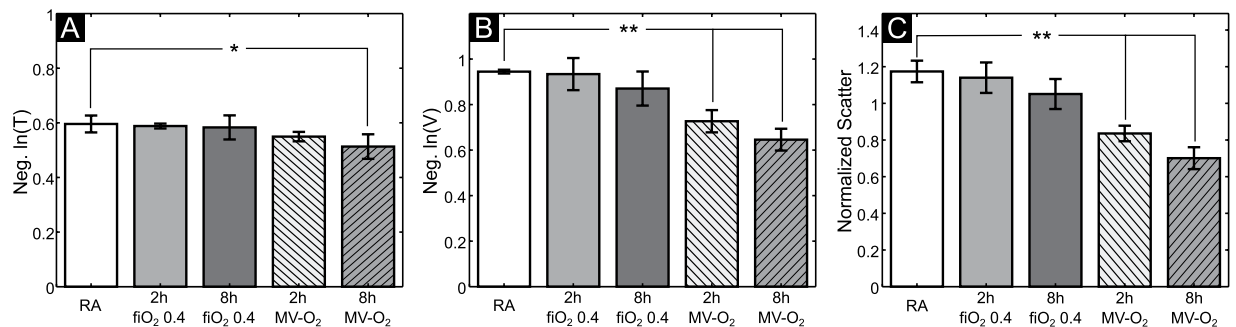 A
Neg. ln(T)
1
0.8
0.6
0.4
0.2
0
*
RA
2h
fiO₂ 0.4
8h
fiO₂ 0.4
2h
MV-O₂
8h
MV-O₂
B
Neg. ln(V)
1
0.8
0.6
0.4
0.2
0
**
RA
2h
fiO₂ 0.4
8h
fiO₂ 0.4
2h
MV-O₂
8h
MV-O₂
C
Normalized Scatter
1.4
1.2
1
0.8
0.6
0.4
0.2
0
**
RA
2h
fiO₂ 0.4
8h
fiO₂ 0.4
2h
MV-O₂
8h
MV-O₂